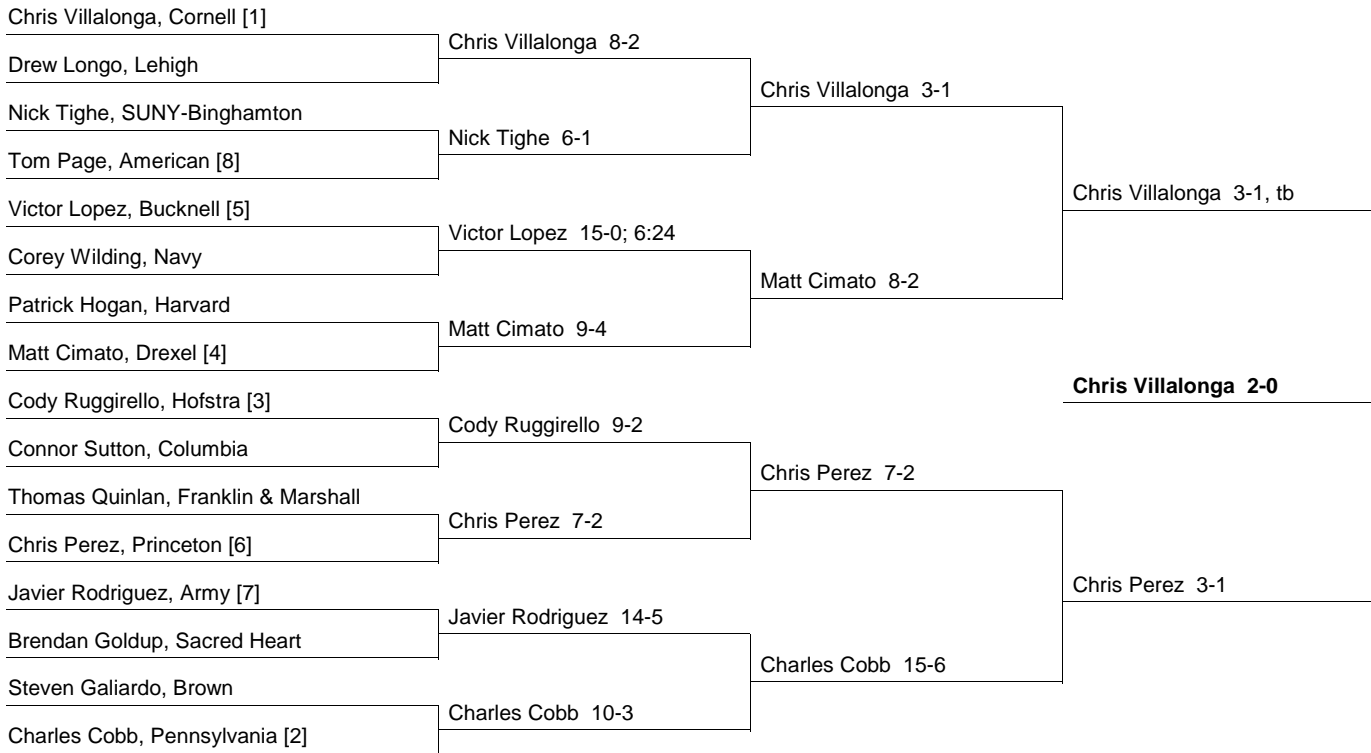 Chris Villalonga, Cornell [1]
Drew Longo, Lehigh
Nick Tighe, SUNY-Binghamton
Tom Page, American [8]
Victor Lopez, Bucknell [5]
Corey Wilding, Navy
Patrick Hogan, Harvard
Matt Cimato, Drexel [4]
Cody Ruggirello, Hofstra [3]
Connor Sutton, Columbia
Thomas Quinlan, Franklin & Marshall
Chris Perez, Princeton [6]
Javier Rodriguez, Army [7]
Brendan Goldup, Sacred Heart
Steven Galiardo, Brown
Charles Cobb, Pennsylvania [2]
Chris Villalonga 8-2
Nick Tighe 6-1
Victor Lopez 15-0; 6:24
Matt Cimato 9-4
Cody Ruggirello 9-2
Chris Perez 7-2
Javier Rodriguez 14-5
Charles Cobb 10-3
Chris Villalonga 3-1
Matt Cimato 8-2
Chris Perez 7-2
Charles Cobb 15-6
Chris Villalonga 3-1, tb
Chris Villalonga 2-0
Chris Perez 3-1